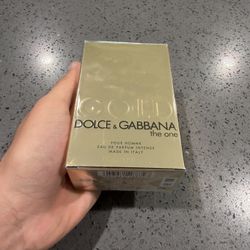 GOLD
DOLCE & GABBANA
the one
POUR HOMME
EAU DE PARFUM INTENSE
MADE IN ITALY